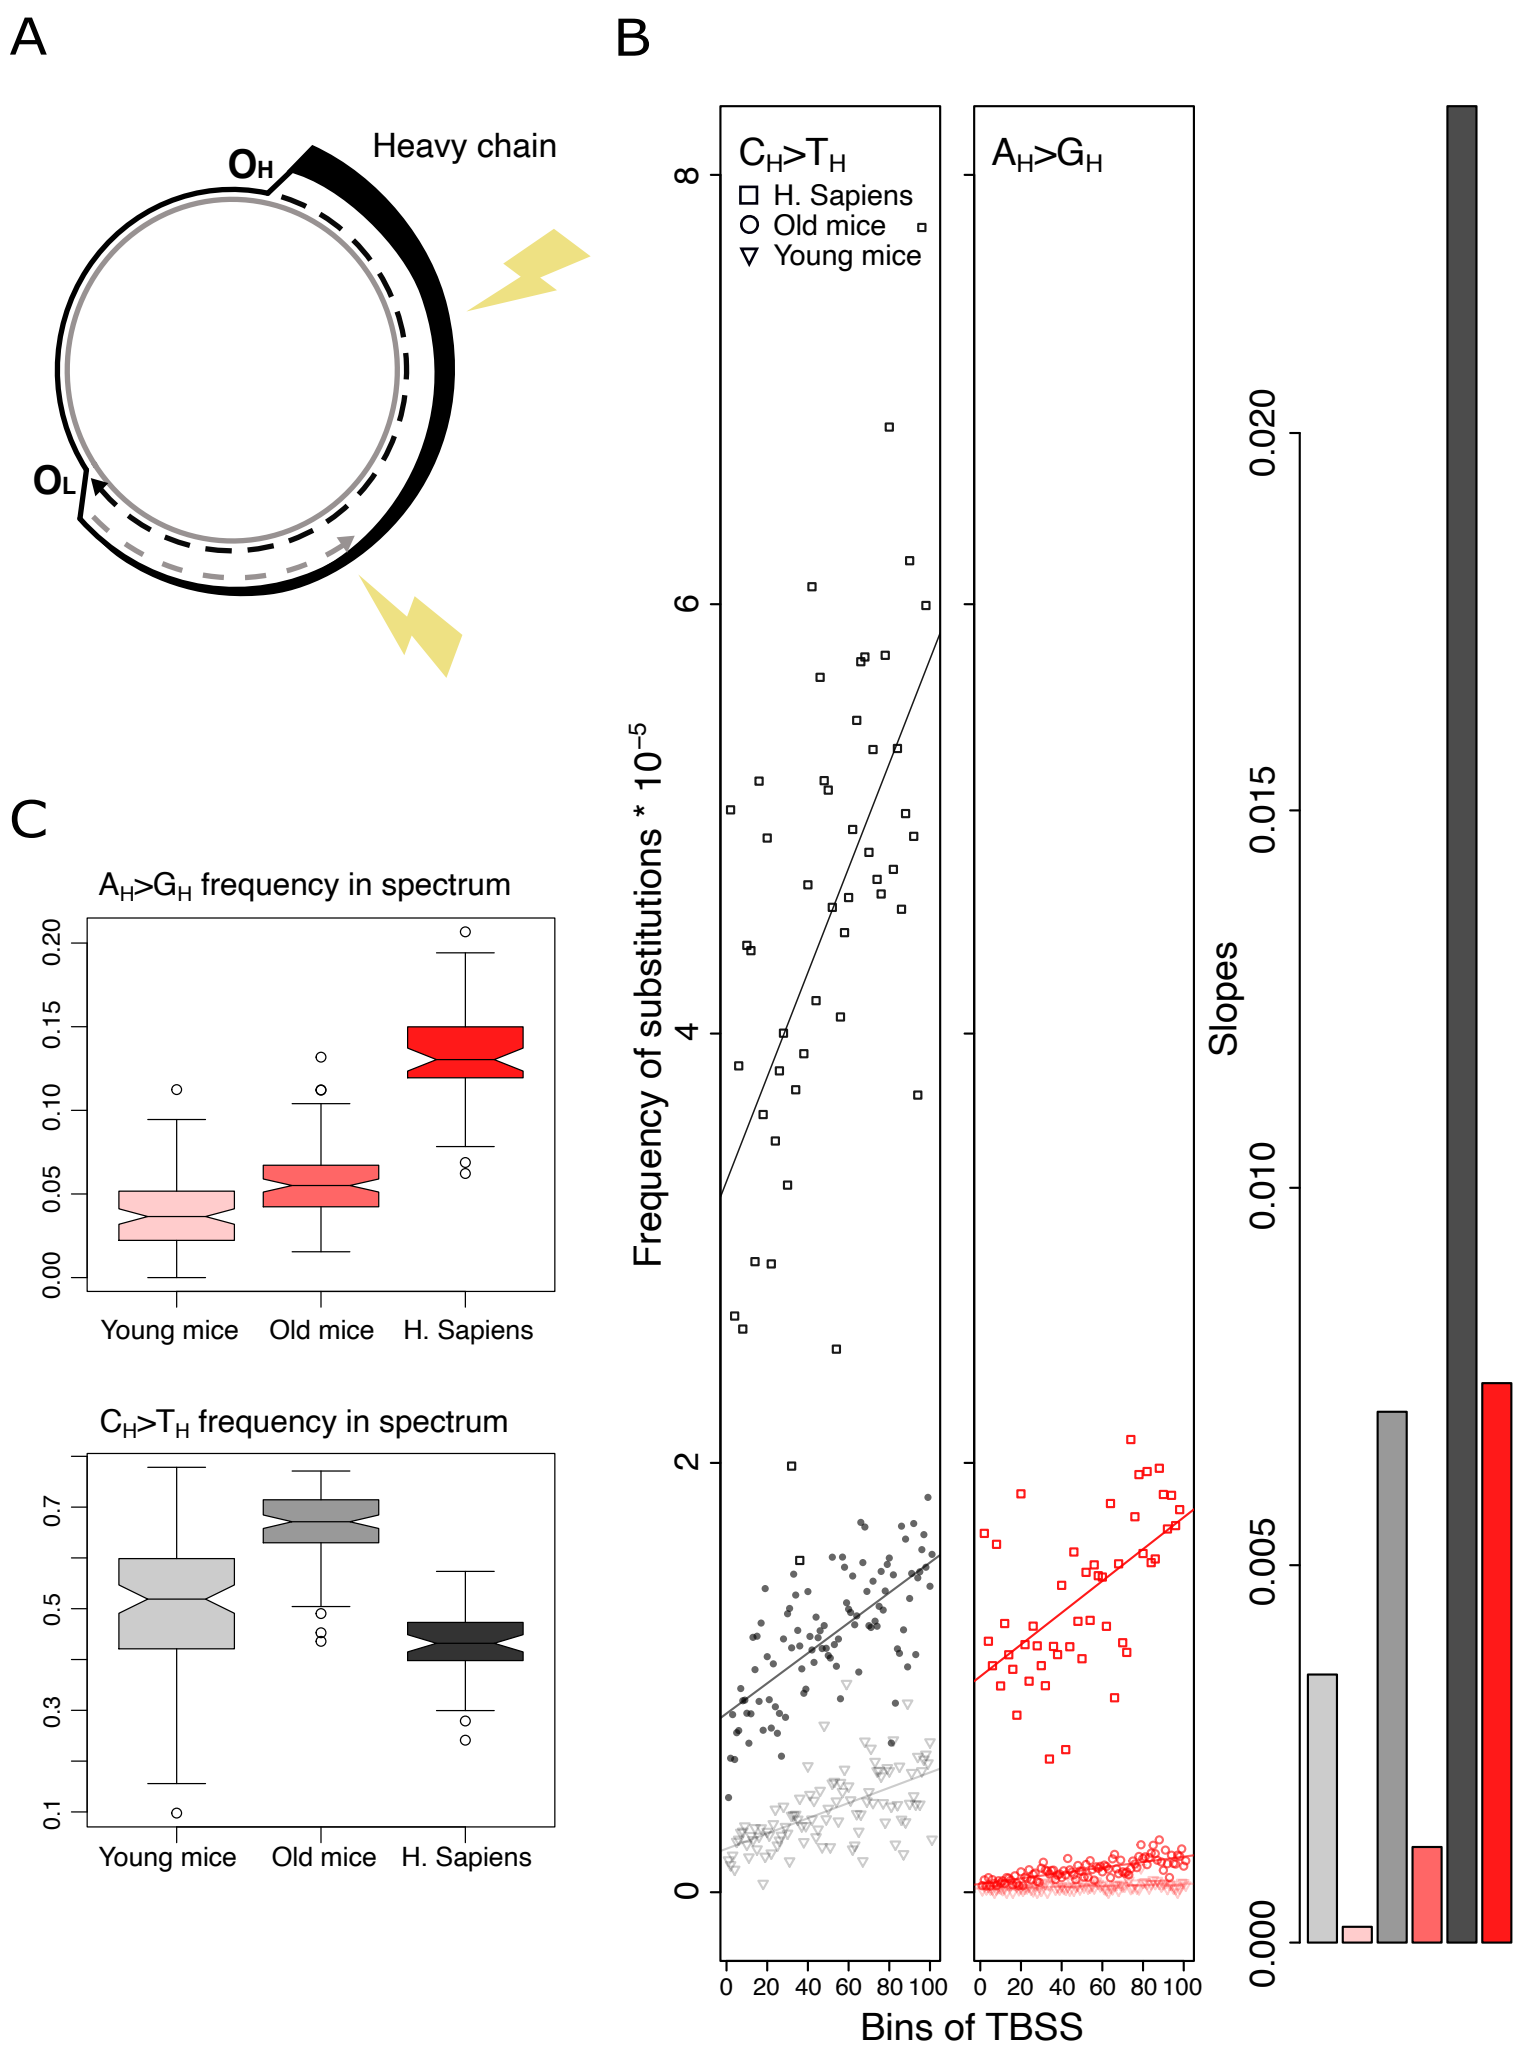 A
Heavy chain
OH
OL
B
CH>TH
H. Sapiens
Old mice
Young mice
AH>GH
8
6
4
2
0
Frequency of substitutions * 10−5
0 20 40 60 80 100
0 20 40 60 80 100
Bins of TBSS
Slopes
0.020
0.015
0.010
0.005
0.000
C
AH>GH frequency in spectrum
0.20
0.15
0.10
0.05
0.00
Young mice Old mice H. Sapiens
CH>TH frequency in spectrum
0.7
0.5
0.3
0.1
Young mice Old mice H. Sapiens